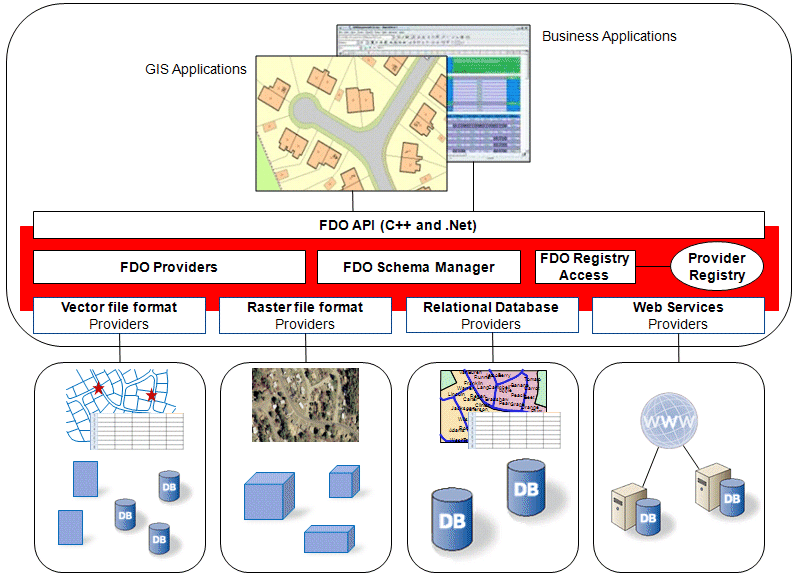 Business Applications
GIS Applications
FDO API (C++ and .Net)
FDO Providers
FDO Schema Manager
FDO Registry
Access
Provider
Registry
Vector file format
Providers
Raster file format
Providers
Relational Database
Providers
Web Services
Providers
WWW
DB
DB
DB
DB
DB
DB
DB